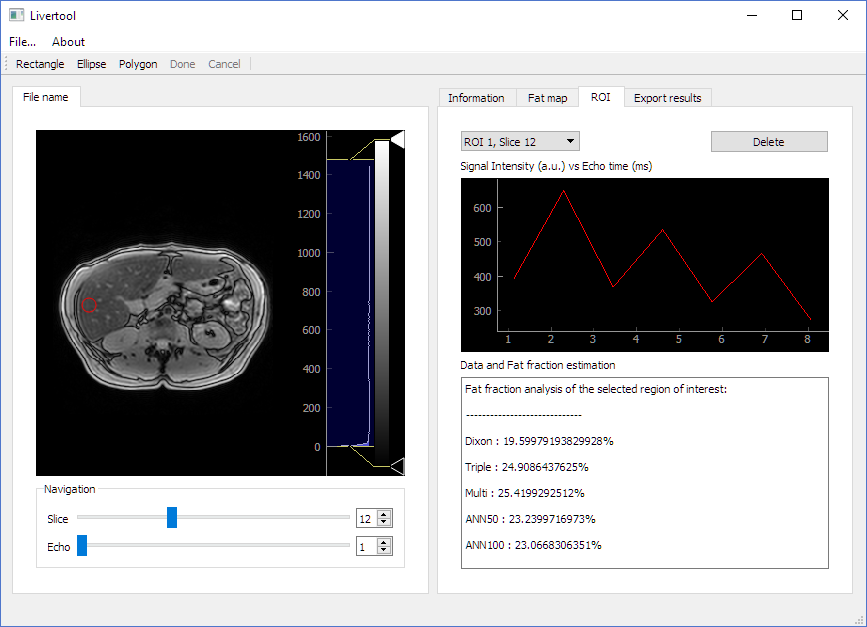 Livertool
File... About
Rectangle Ellipse Polygon Done Cancel
File name
1600
1400
1200
1000
800
600
400
200
0
Navigation
Slice 12
Echo 1
Information Fat map ROI Export results
ROI 1, Slice 12 Delete
Signal Intensity (a.u.) vs Echo time (ms)
600
500
400
300
1 2 3 4 5 6 7 8
Data and Fat fraction estimation
Fat fraction analysis of the selected region of interest:
-----------------------------
Dixon : 19.59979193829928%
Triple : 24.9086437625%
Multi : 25.4199292512%
ANN50 : 23.2399716973%
ANN100 : 23.0668306351%